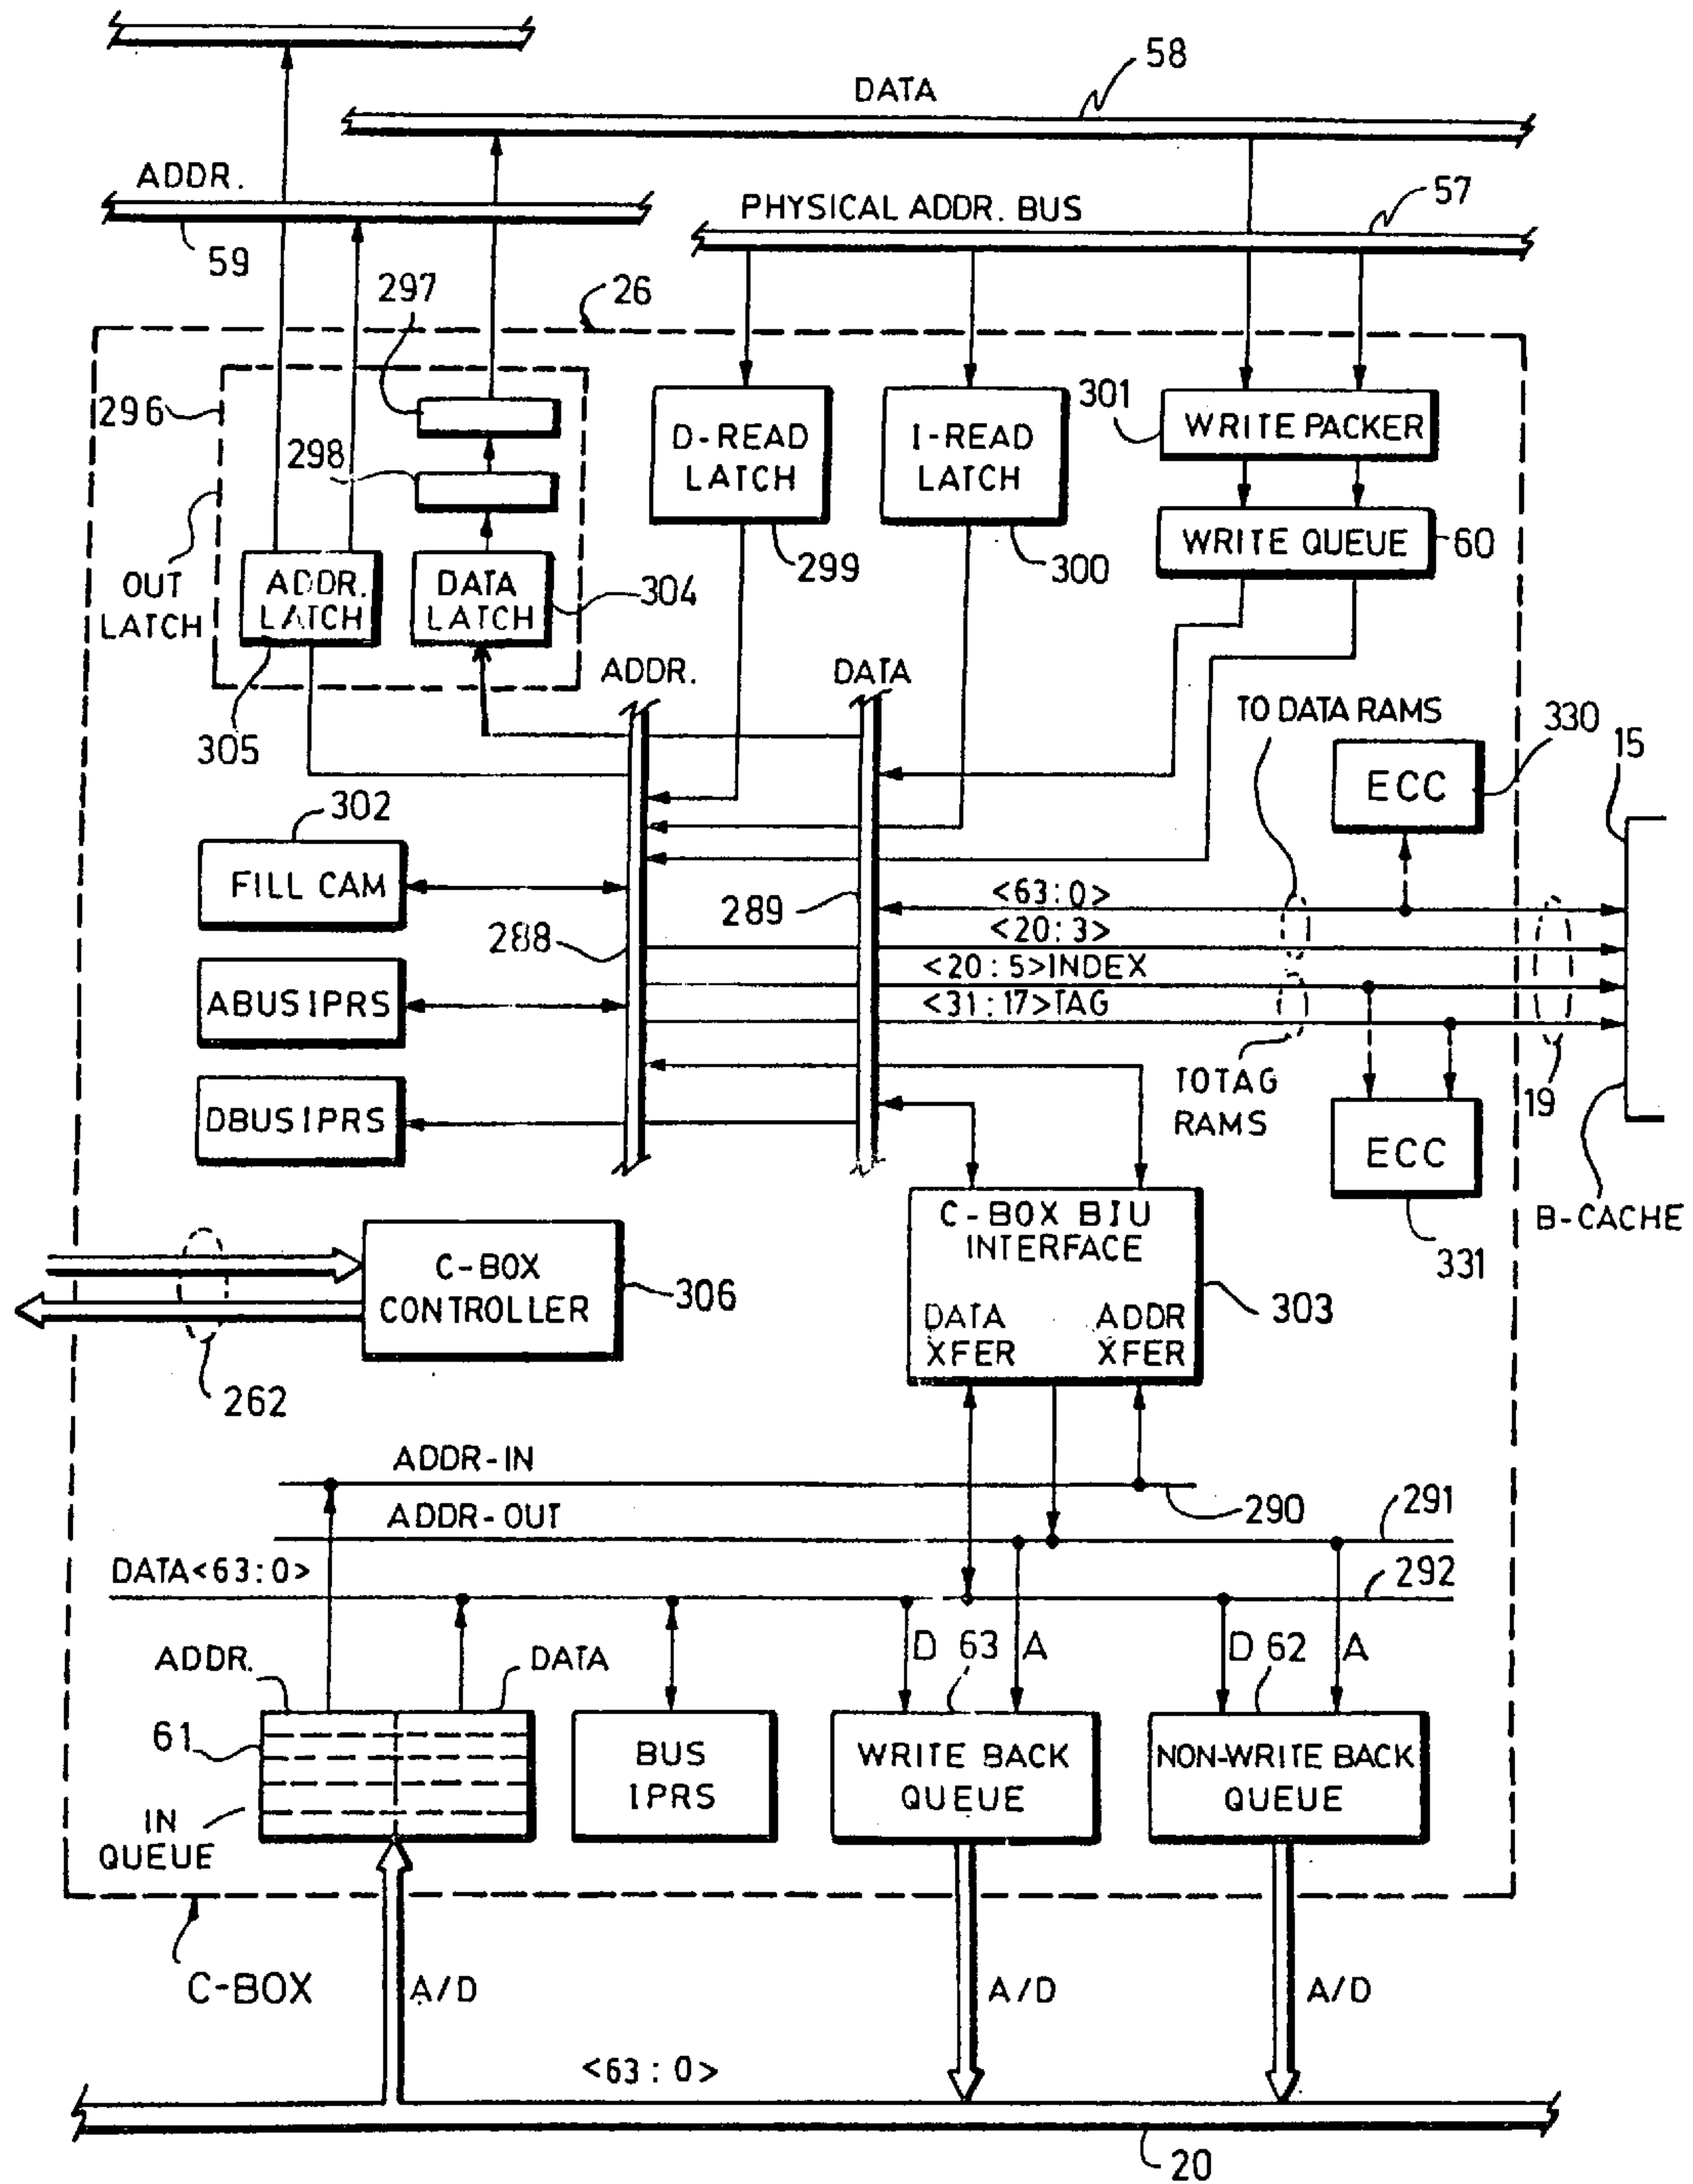 58
DATA
ADDR.
57
PHYSICAL ADDR. BUS
59
297
26
296
298
301
D-READ
LATCH
I-READ
LATCH
WRITE PACKER
WRITE QUEUE
60
299
300
OUT
LATCH
ADDR.
LATCH
DATA
LATCH
304
305
ADDR.
DATA
TO DATA RAMS
330
15
ECC
302
FILL CAM
289
288
<63:0>
<20:3>
<20:5>INDEX
<31:17>TAG
ABUS IPRS
DBUS IPRS
TO TAG
RAMS
19
ECC
331
B-CACHE
C-BOX
CONTROLLER
306
262
C-BOX BIU
INTERFACE
DATA
XFER
ADDR
XFER
303
ADDR-IN
290
ADDR-OUT
291
DATA<63:0>
292
ADDR.
DATA
D 63 A
D 62 A
61
IN
QUEUE
BUS
IPRS
WRITE BACK
QUEUE
NON-WRITE BACK
QUEUE
C-BOX
A/D
A/D
A/D
<63:0>
20